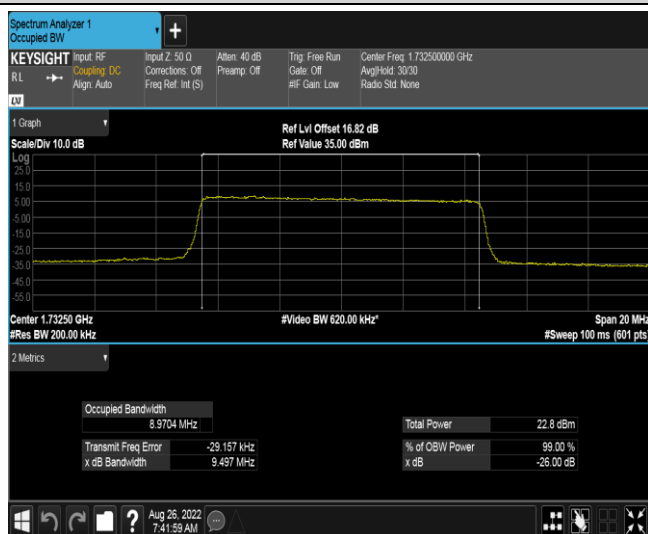 Spectrum Analyzer 1
Occupied BW
+
KEYSIGHT
R L
LXI
Input: RF
Coupling: DC
Align: Auto
Input Z: 50 Ω
Corrections: Off
Freq Ref: Int (S)
Atten: 40 dB
Preamp: Off
Trig: Free Run
Gate: Off
#IF Gain: Low
Center Freq: 1.732500000 GHz
Avg|Hold: 30/30
Radio Std: None
1 Graph
Scale/Div 10.0 dB
Ref Lvl Offset 16.82 dB
Ref Value 35.00 dBm
Log
25.0
15.0
5.00
-5.00
-15.0
-25.0
-35.0
-45.0
-55.0
Center 1.73250 GHz
#Res BW 200.00 kHz
#Video BW 620.00 kHz*
Span 20 MHz
#Sweep 100 ms (601 pts)
2 Metrics
Occupied Bandwidth
8.9704 MHz
Transmit Freq Error -29.157 kHz
x dB Bandwidth 9.497 MHz
Total Power 22.8 dBm
% of OBW Power 99.00 %
x dB -26.00 dB
?
Aug 26, 2022
7:41:59 AM